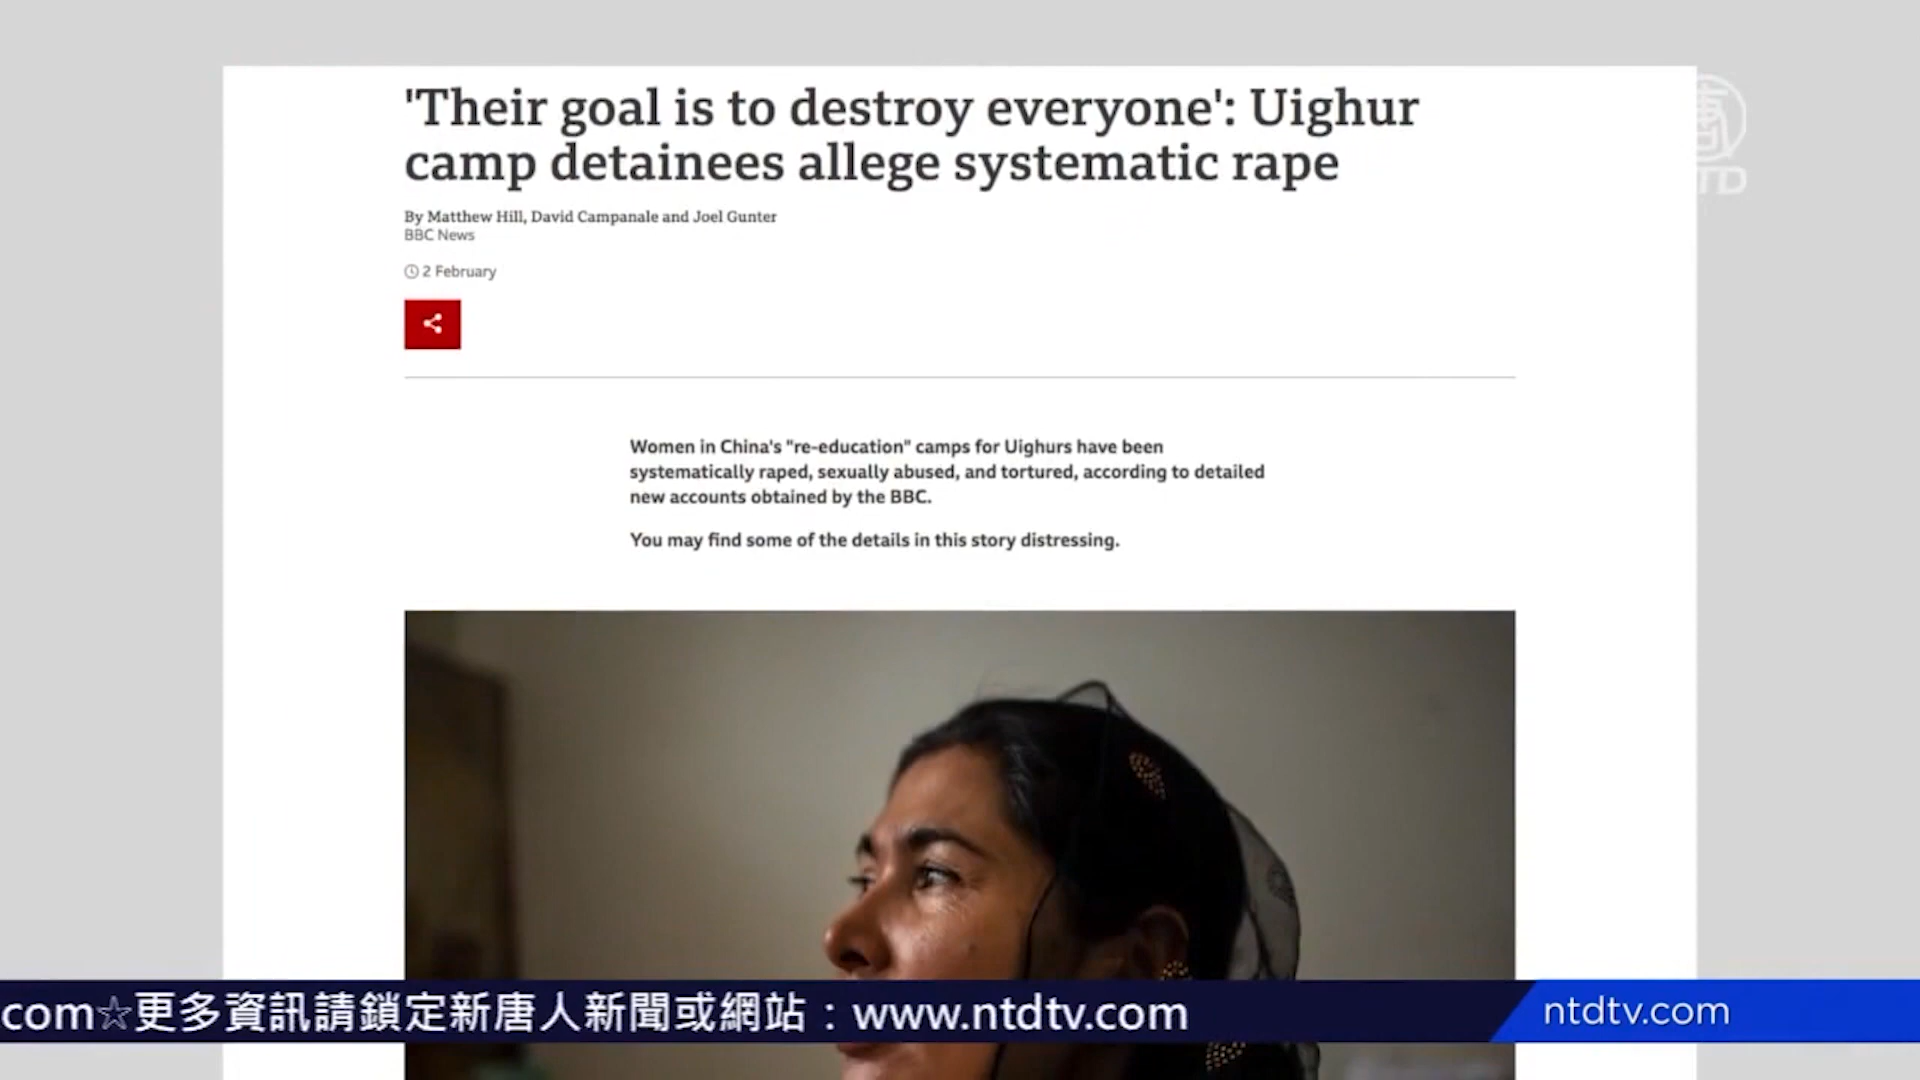 'Their goal is to destroy everyone': Uighur
camp detainees allege systematic rape
By Matthew Hill, David Campanale and Joel Gunter
BBC News
2 February
Women in China's "re-education" camps for Uighurs have been
systematically raped, sexually abused, and tortured, according to detailed
new accounts obtained by the BBC.
You may find some of the details in this story distressing.
com☆更多資訊請鎖定新唐人新聞或網站：www.ntdtv.com
ntdtv.com